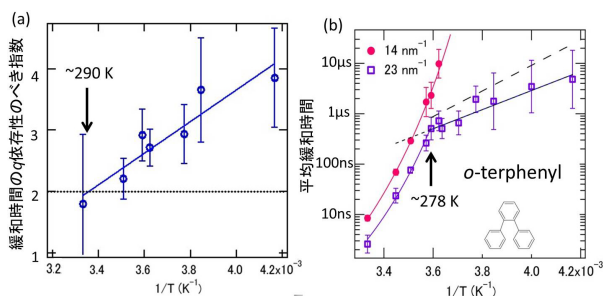 (a)
緩和時間のq依存性のべき指数
4
3
2
1
~290 K
3.2
3.4
3.6
3.8
4.0
4.2x10⁻³
1/T (K⁻¹)
(b)
平均緩和時間
10μs
1μs
100ns
10ns
14 nm⁻¹
23 nm⁻¹
o-terphenyl
~278 K
3.4
3.6
3.8
4.0
4.2x10⁻³
1/T (K⁻¹)